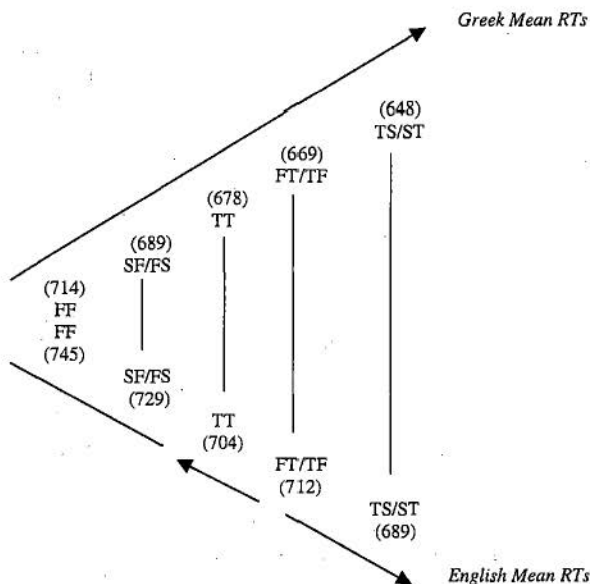 Greek Mean RTs
(648)
TS/ST
(669)
FT/TF
(678)
TT
(689)
SF/FS
(714)
FF
FF
(745)
SF/FS
(729)
TT
(704)
FT/TF
(712)
TS/ST
(689)
English Mean RTs